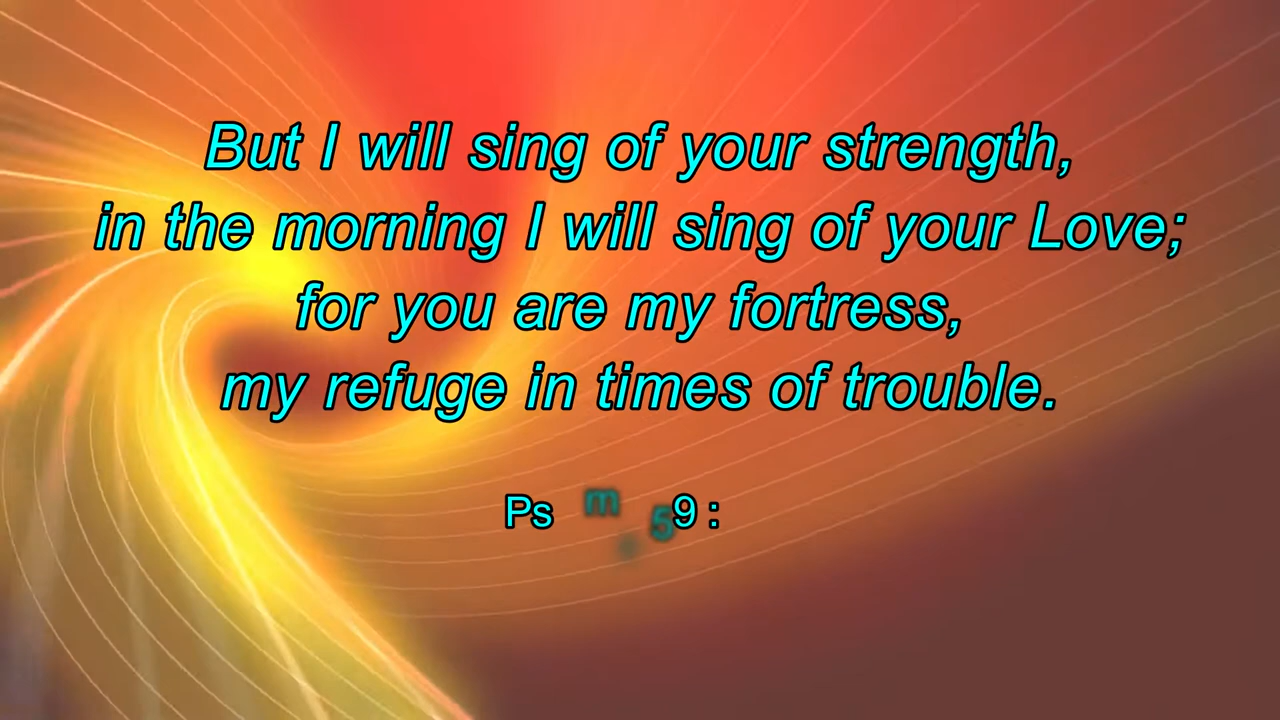 But I will sing of your strength,
in the morning I will sing of your Love;
for you are my fortress,
my refuge in times of trouble.
Ps m 59 :